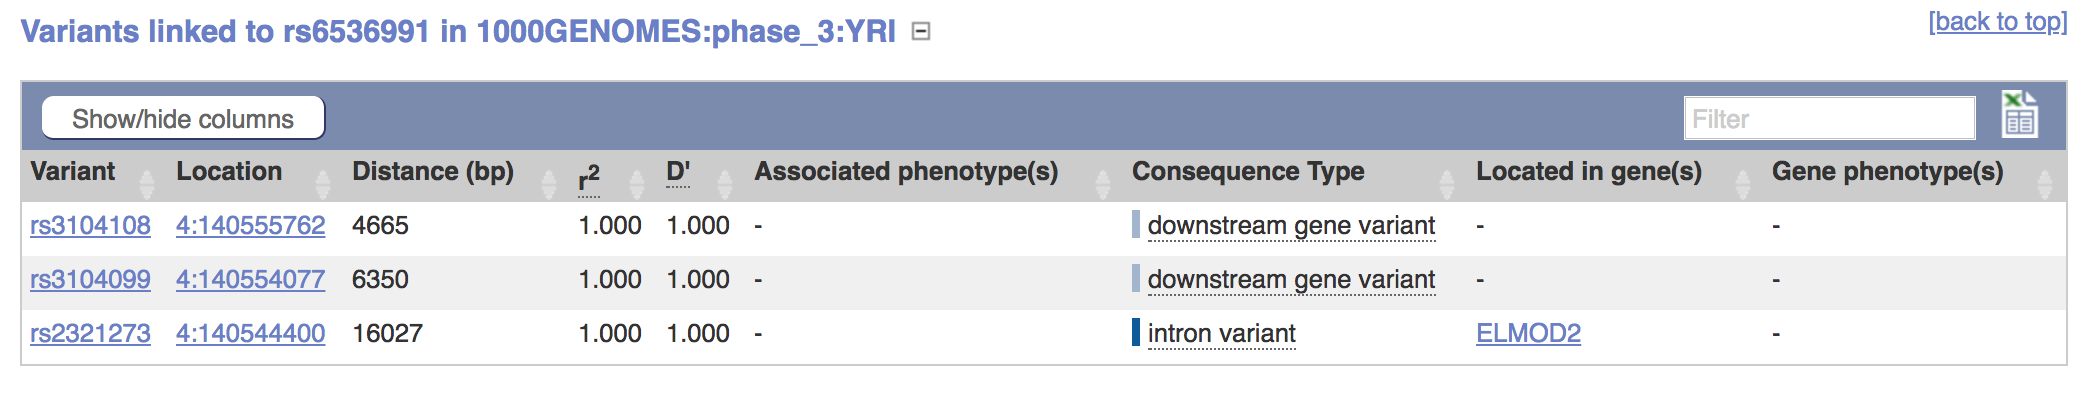 Variants linked to rs6536991 in 1000GENOMES:phase_3:YRI
[back to top]
Show/hide columns
Filter
Variant Location Distance (bp) r2 D' Associated phenotype(s) Consequence Type Located in gene(s) Gene phenotype(s)
rs3104108 4:140555762 4665 1.000 1.000 - downstream gene variant - -
rs3104099 4:140554077 6350 1.000 1.000 - downstream gene variant - -
rs2321273 4:140544400 16027 1.000 1.000 - intron variant ELMOD2 -